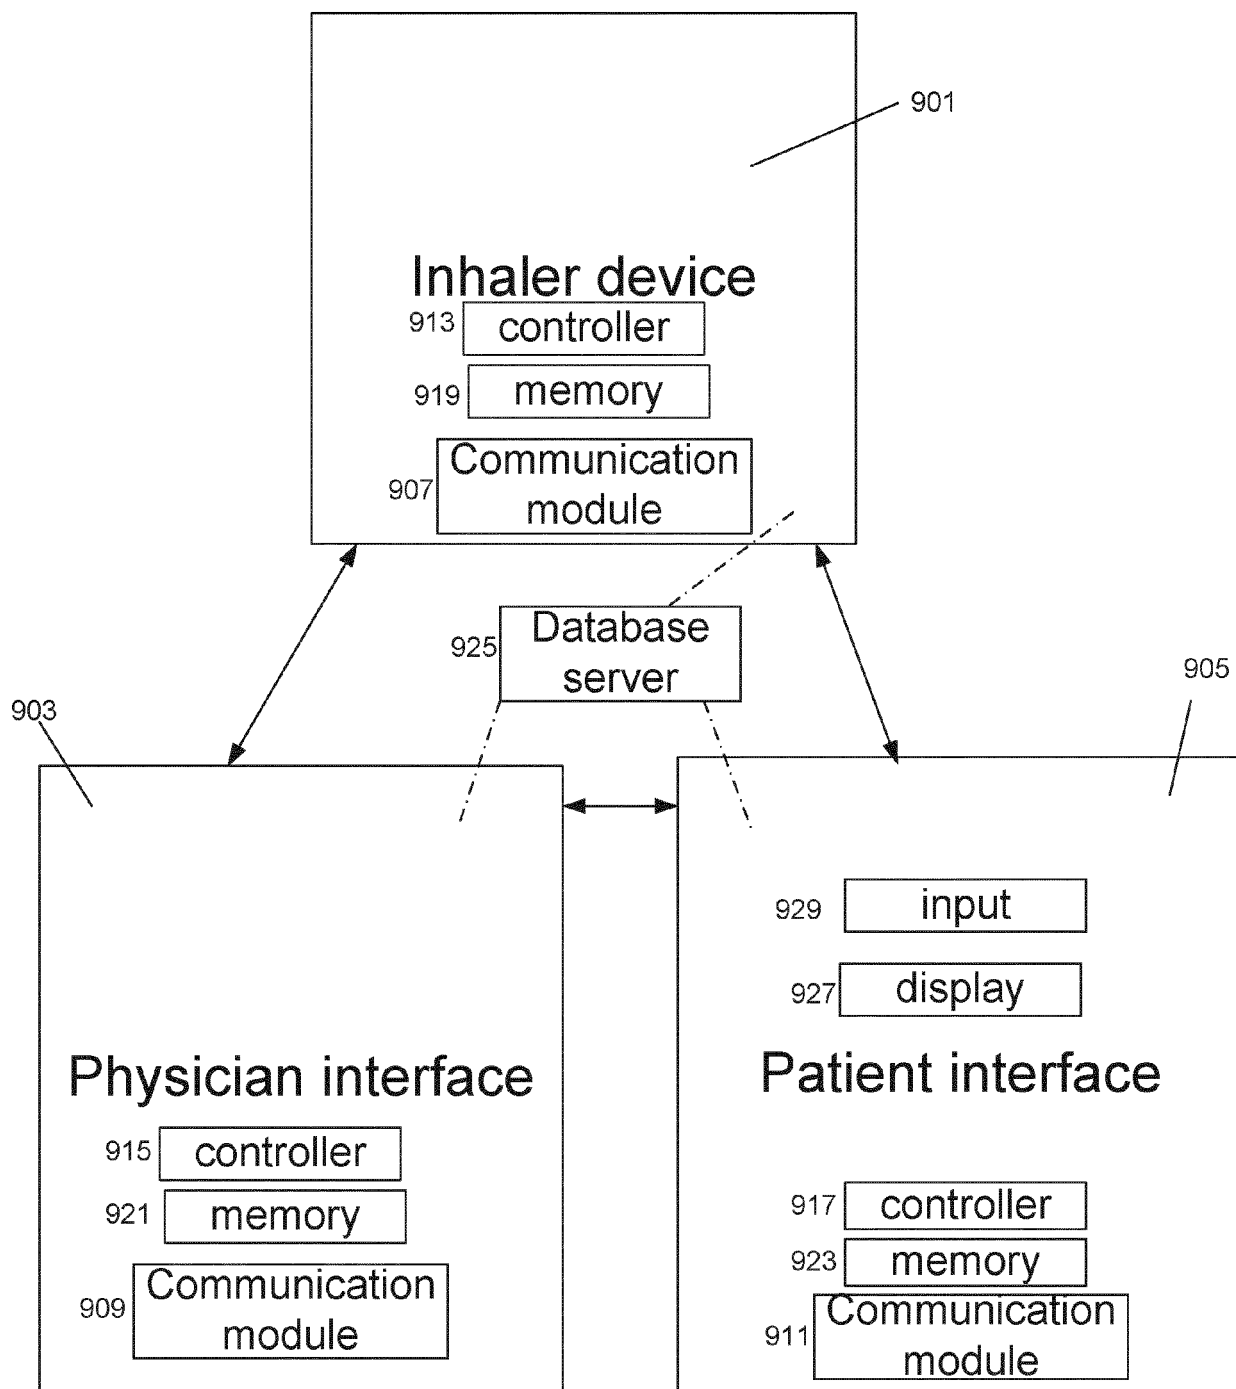 901
Inhaler device
913 controller
919 memory
Communication
907 module
Database
925 server
905
903
929 input
927 display
Physician interface
915 controller
921 memory
Communication
909 module
Patient interface
917 controller
923 memory
Communication
911 module